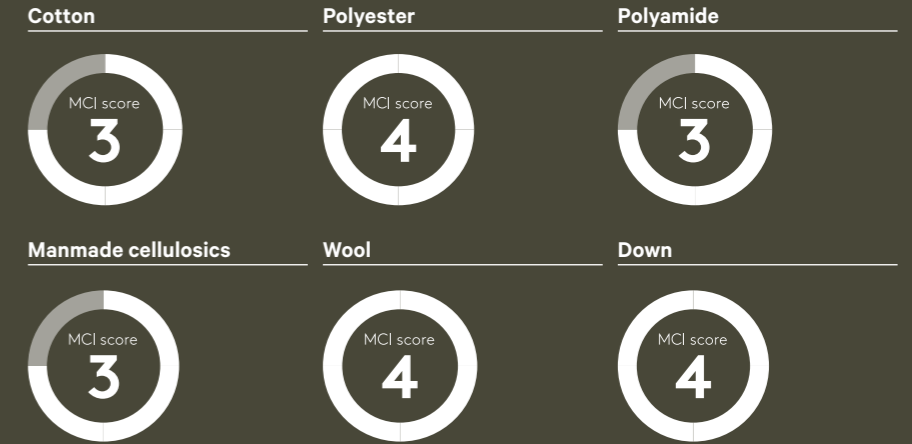 Cotton
MCI score
3
Polyester
MCI score
4
Polyamide
MCI score
3
Manmade cellulosics
MCI score
3
Wool
MCI score
4
Down
MCI score
4